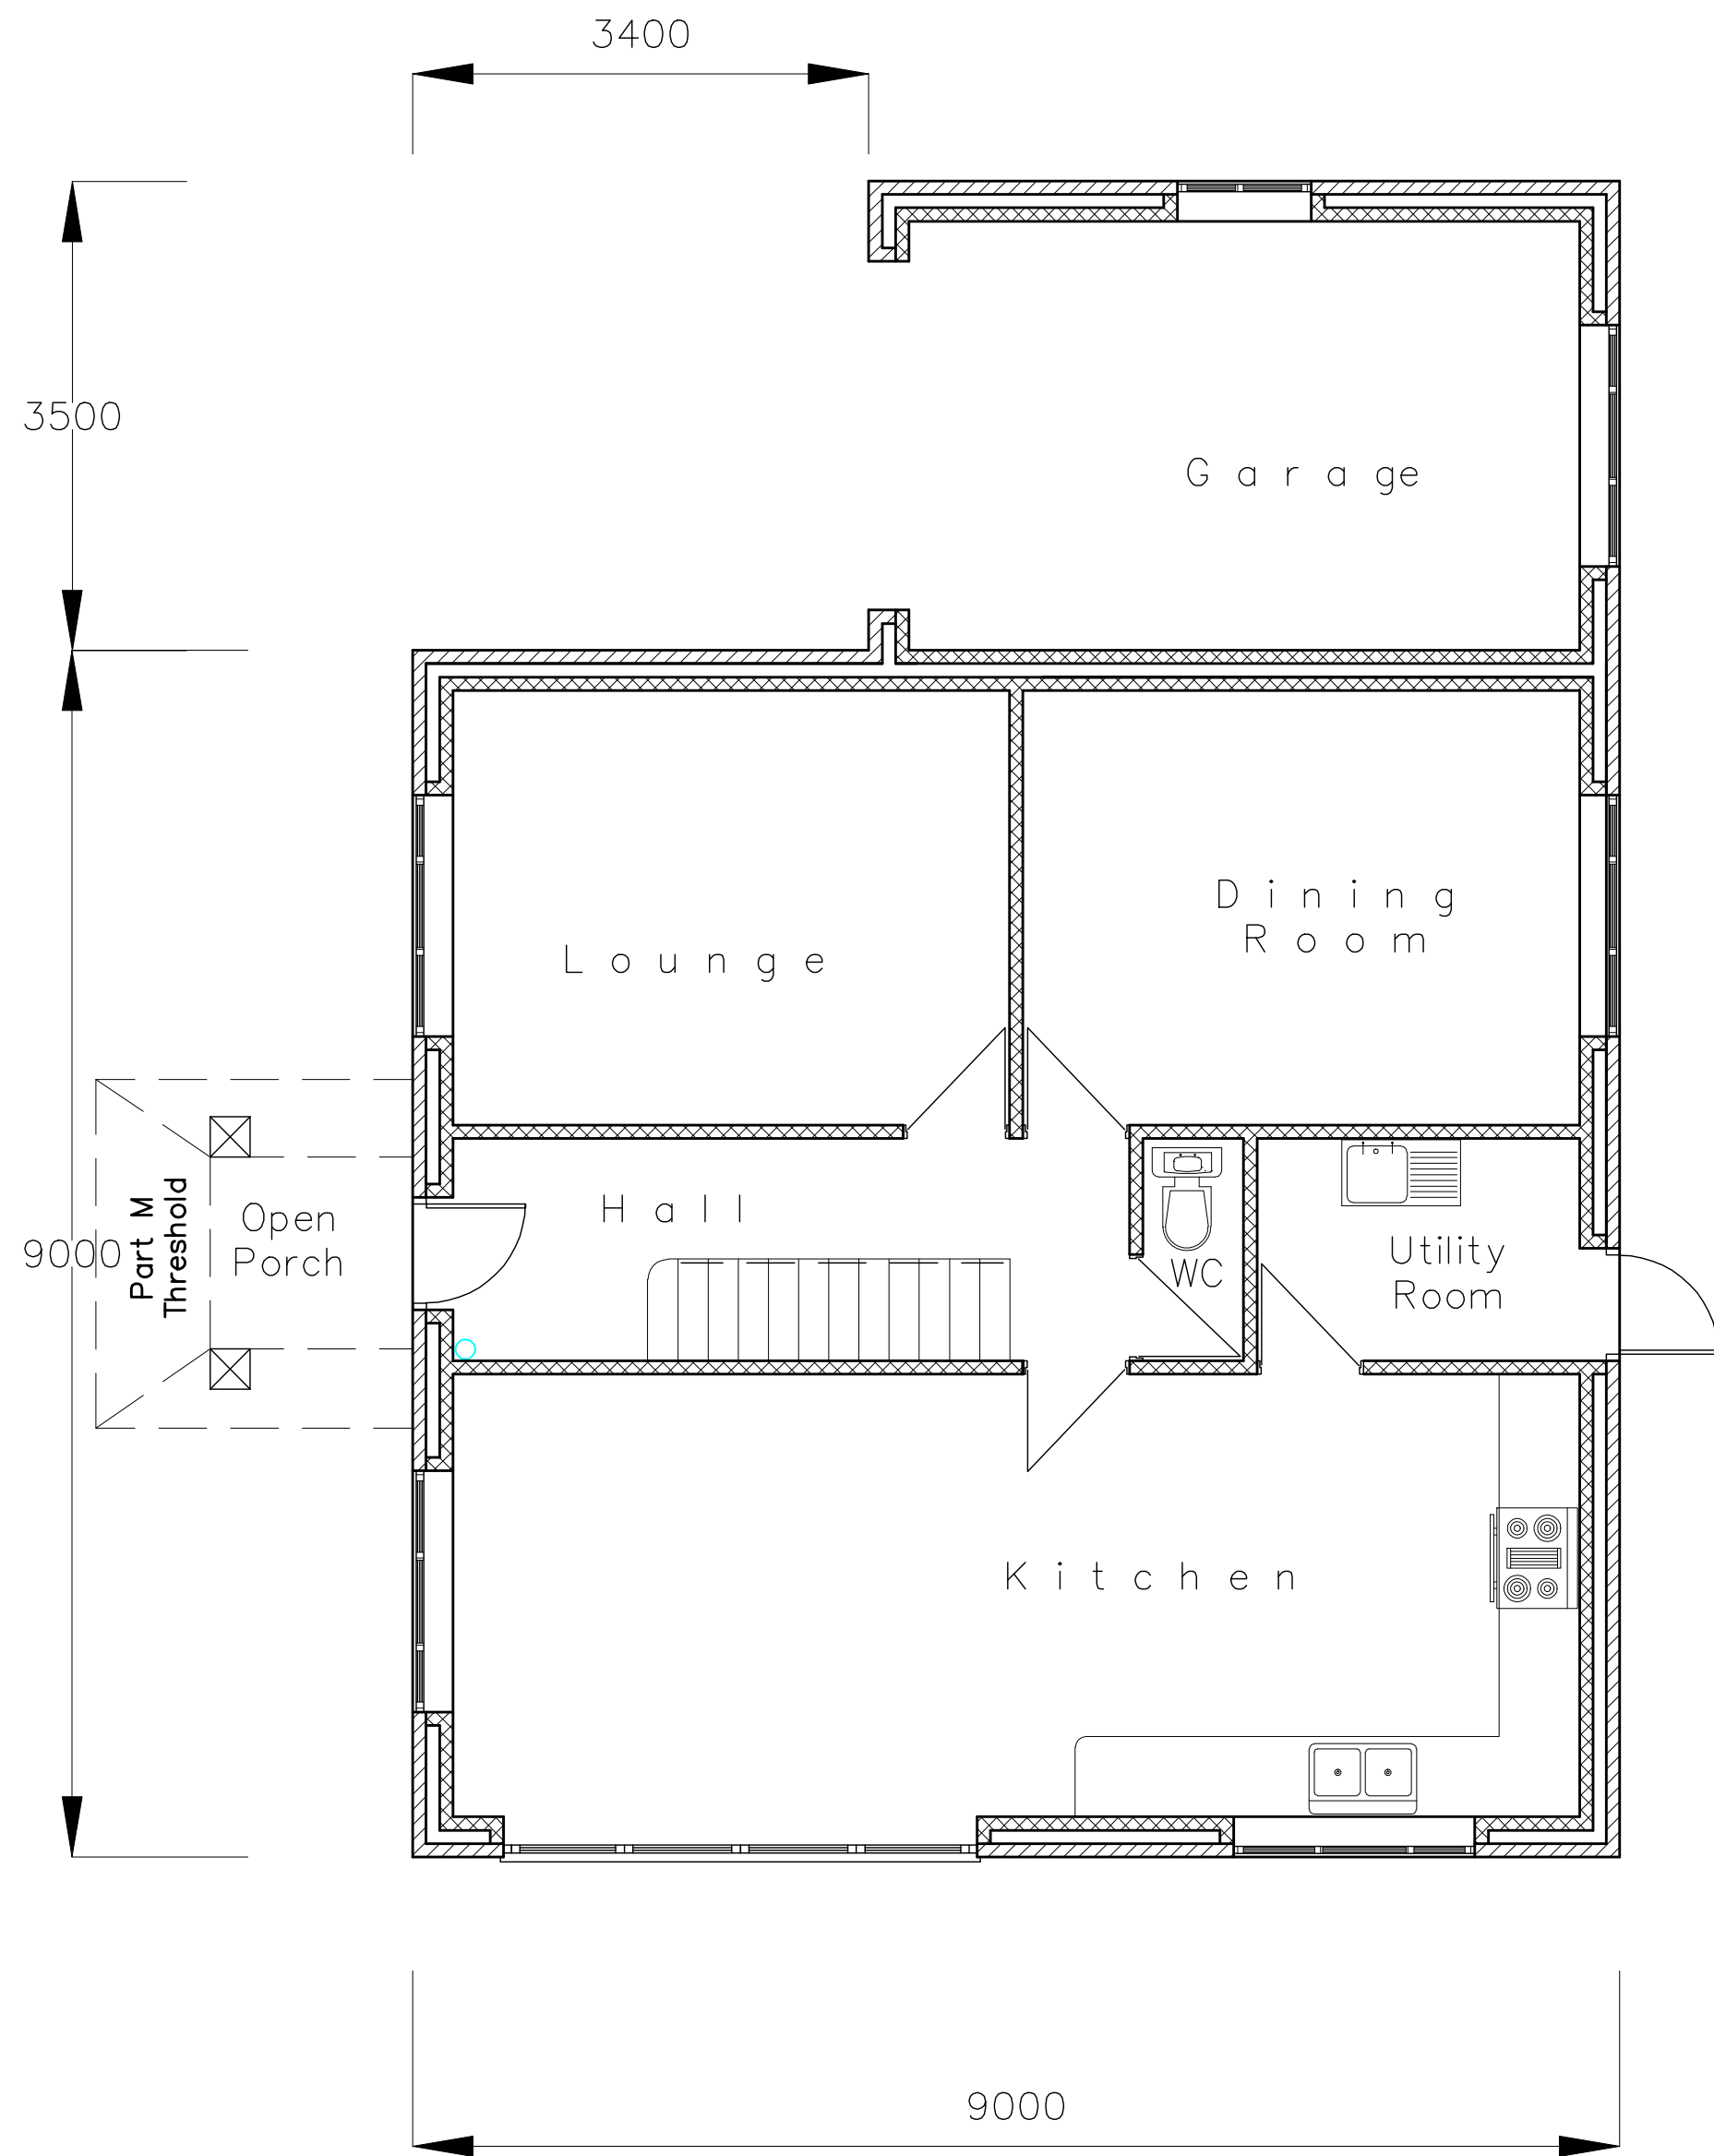 3400
3500
Garage
Dining
Room
Lounge
Hall
Open
Porch
Part M
Threshold
9000
WC
Utility
Room
Kitchen
9000